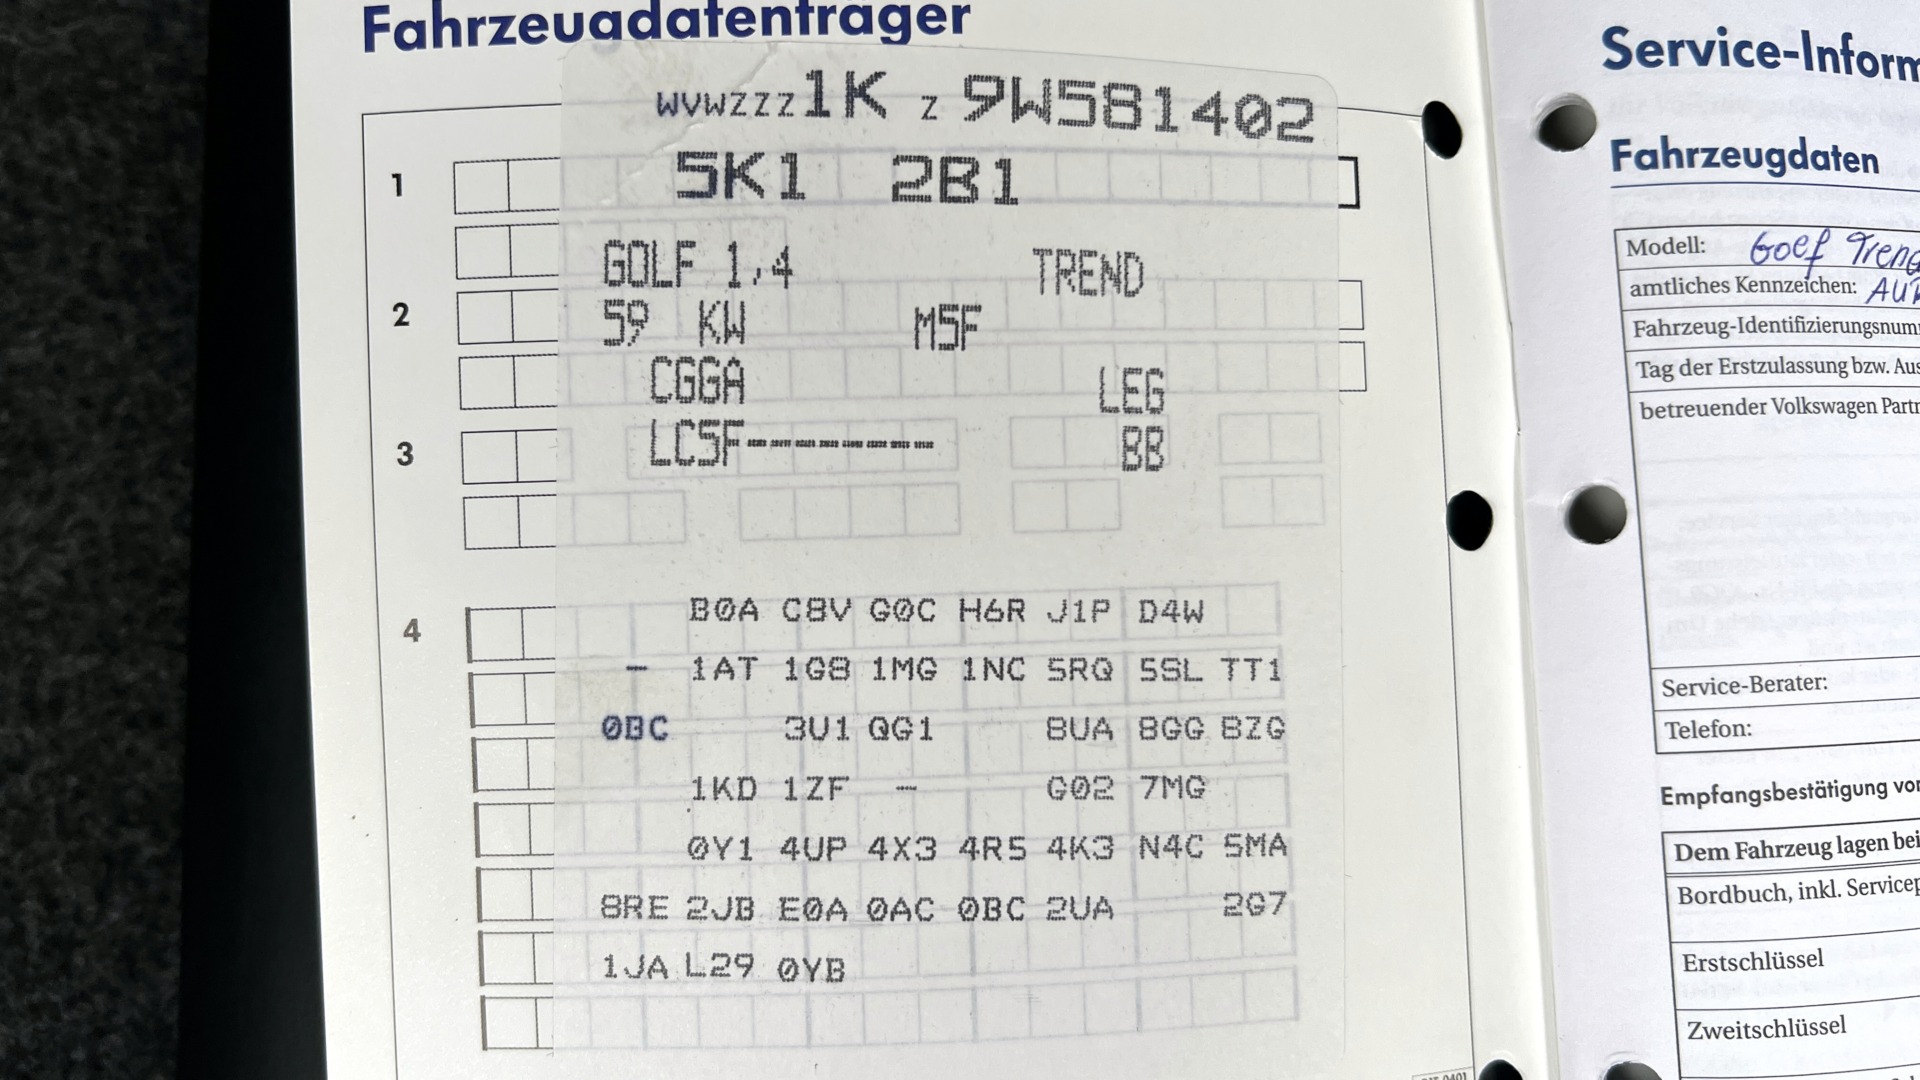 Fahrzeugdatenträger
WVWZZZ1K Z 9W581402
1
5K1 2B1
GOLF 1,4 TREND
2
59 KW M5F
CGGA LEG
3
LCSF-------- BB
4
B0A C8V G0C H6R J1P D4W
- 1AT 1G8 1MG 1NC 5RQ 5SL TT1
0BC 3U1 QG1 8UA 8GG 8ZG
1KD 1ZF - G02 7MG
0Y1 4UP 4X3 4R5 4K3 N4C 5MA
8RE 2JB E0A 0AC 0BC 2UA 2G7
1JA L29 0YB
Service-Inform
Fahrzeugdaten
Modell: Golf Trend
amtliches Kennzeichen:
Fahrzeug-Identifizierungsnum
Tag der Erstzulassung bzw. Aus
betreuender Volkswagen Partn
Service-Berater:
Telefon:
Empfangsbestätigung vo
Dem Fahrzeug lagen bei
Bordbuch, inkl. Servicep
Erstschlüssel
Zweitschlüssel